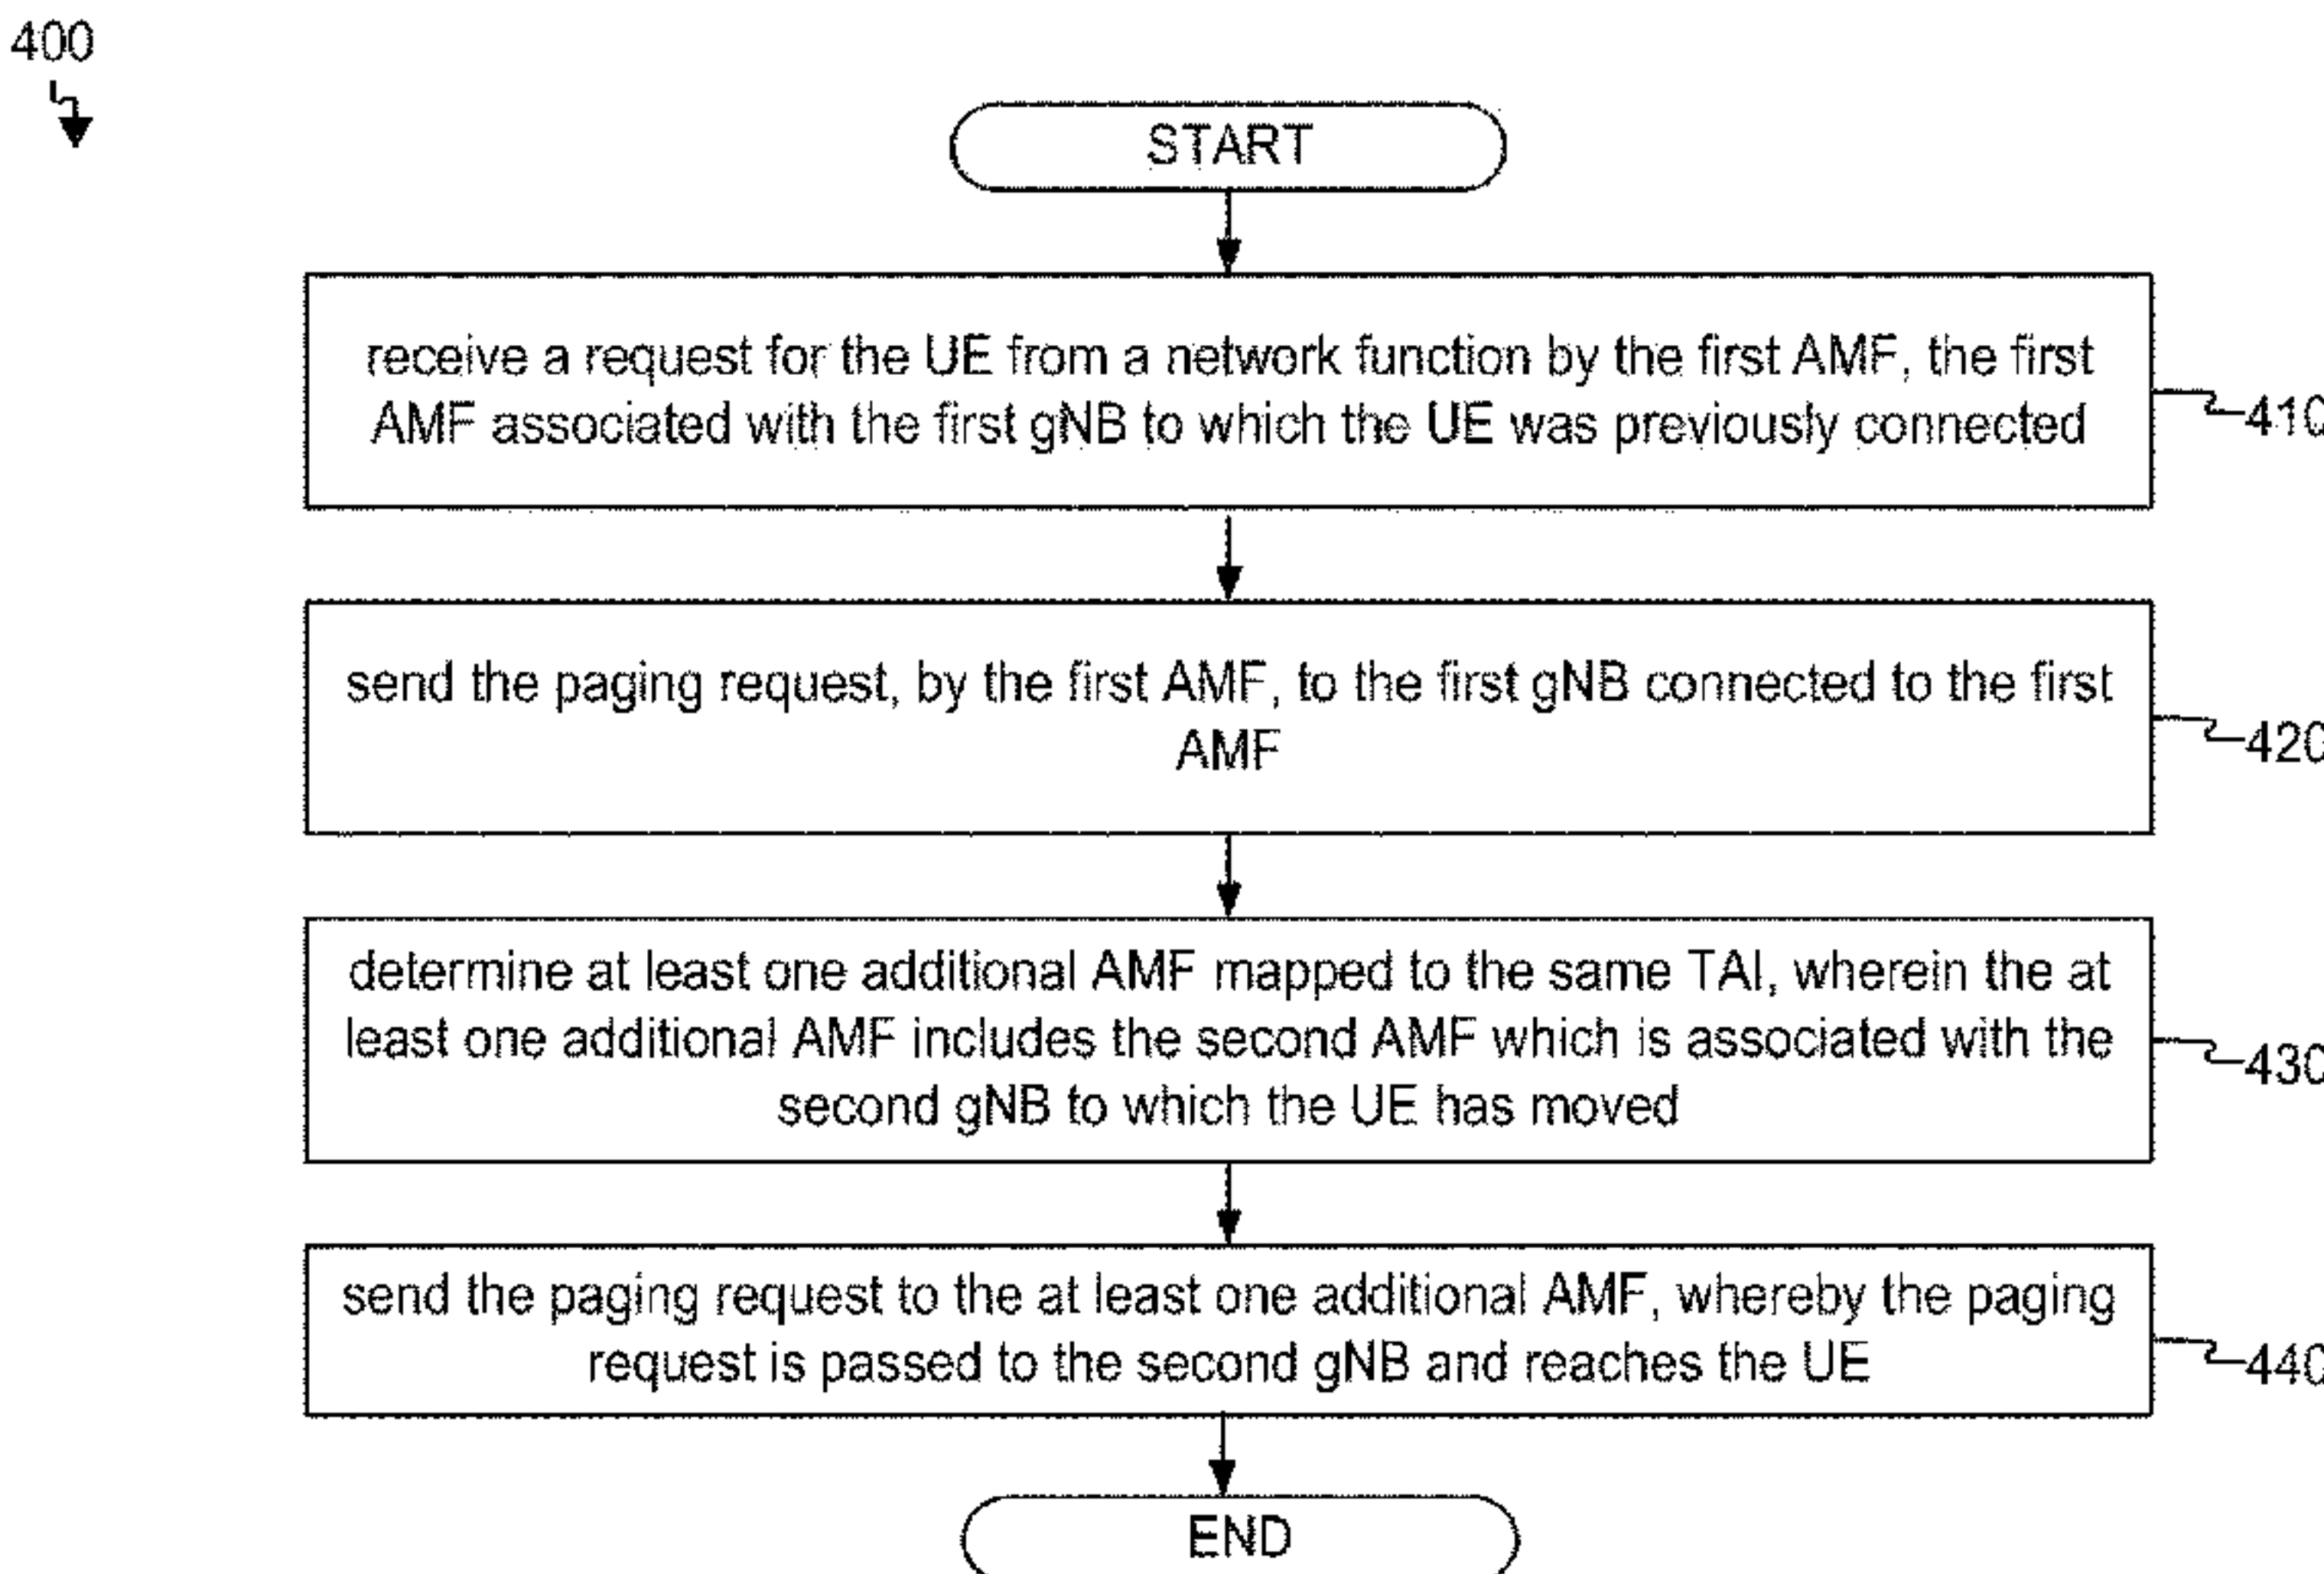 400
START
receive a request for the UE from a network function by the first AMF, the first
AMF associated with the first gNB to which the UE was previously connected
410
send the paging request, by the first AMF, to the first gNB connected to the first
AMF
420
determine at least one additional AMF mapped to the same TAI, wherein the at
least one additional AMF includes the second AMF which is associated with the
second gNB to which the UE has moved
430
send the paging request to the at least one additional AMF, whereby the paging
request is passed to the second gNB and reaches the UE
440
END